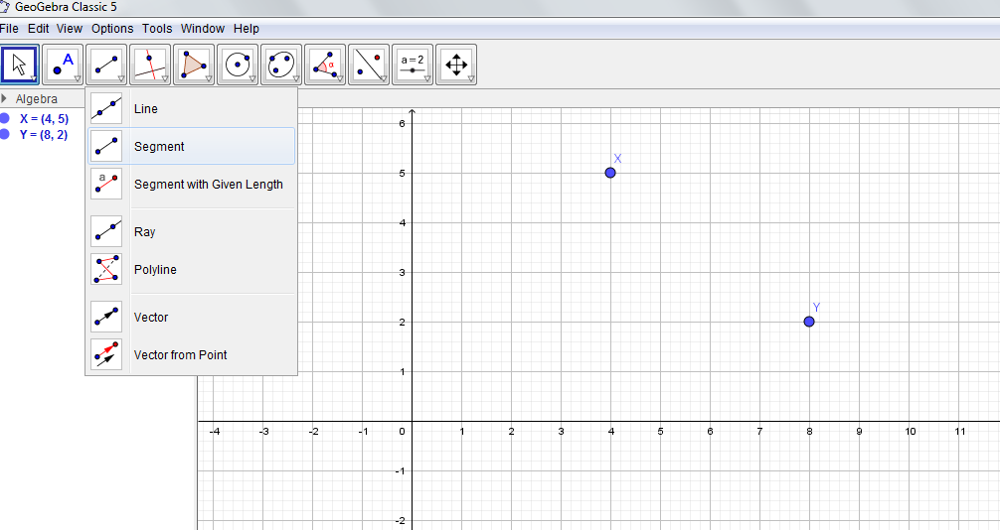 GeoGebra Classic 5
File Edit View Options Tools Window Help
A
α
a = 2
Algebra
X = (4, 5)
Y = (8, 2)
Line
Segment
a
Segment with Given Length
Ray
Polyline
Vector
Vector from Point
6
X
5
4
3
Y
2
1
-4 -3 -2 -1 0 1 2 3 4 5 6 7 8 9 10 11
-1
-2